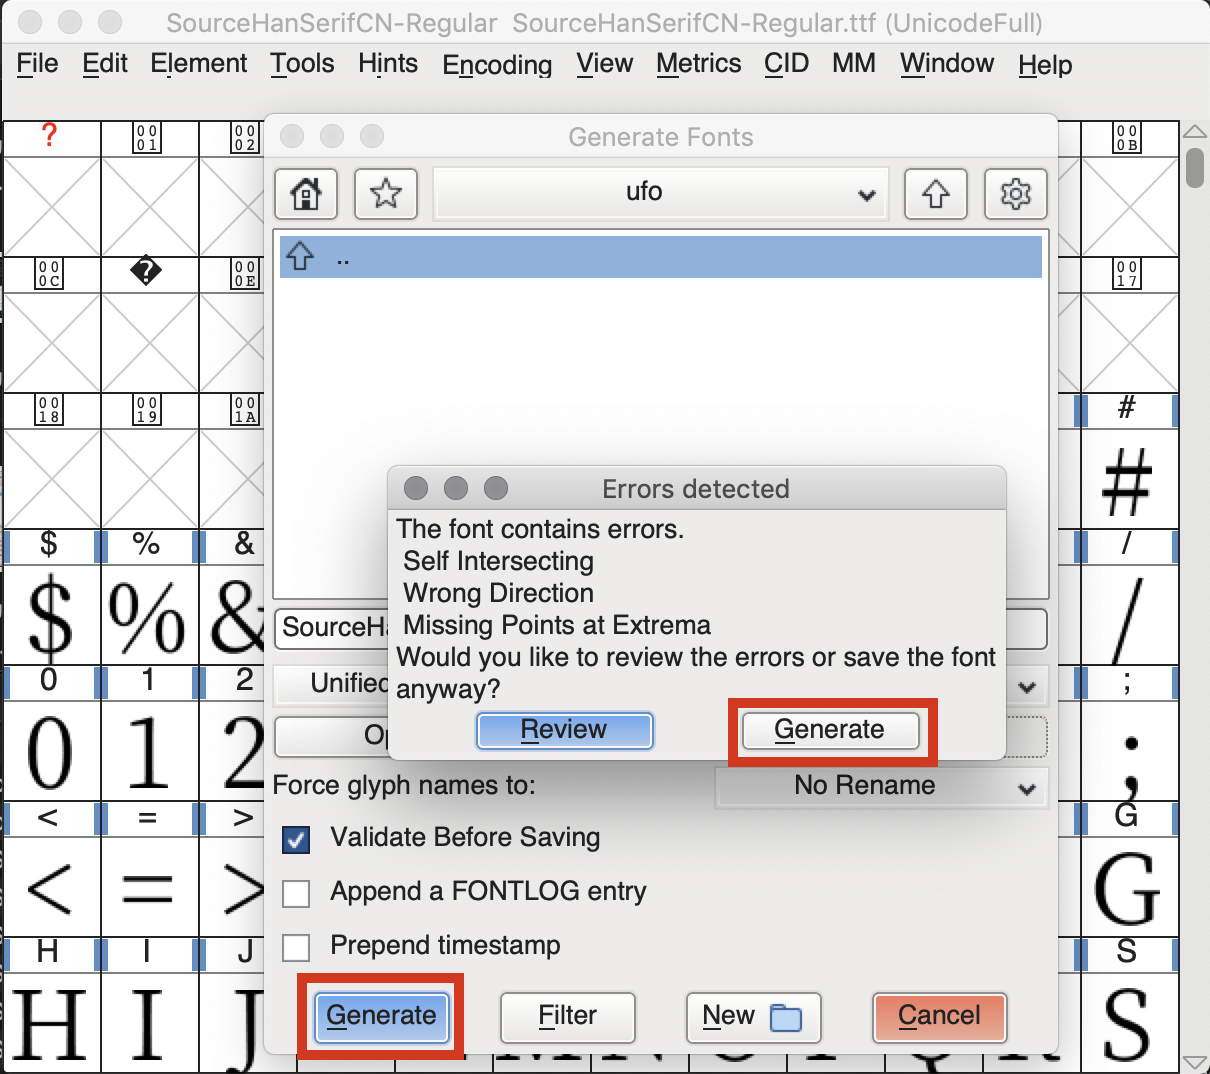 SourceHanSerifCN-Regular SourceHanSerifCN-Regular.ttf (UnicodeFull)
File Edit Element Tools Hints Encoding View Metrics CID MM Window Help
? 0001 0002 000B
Generate Fonts
ufo
..
000C � 000E 0017
0018 0019 001A #
#
Errors detected
The font contains errors.
Self Intersecting
Wrong Direction
Missing Points at Extrema
Would you like to review the errors or save the font
anyway?
Review Generate
$ % & /
$ % & /
SourceHa
0 1 2 ;
Unified
0 1 2 ;
Op
Force glyph names to: No Rename
< = > G
Validate Before Saving
< = > G
Append a FONTLOG entry
H I J S
Prepend timestamp
H I J S
Generate Filter New Cancel